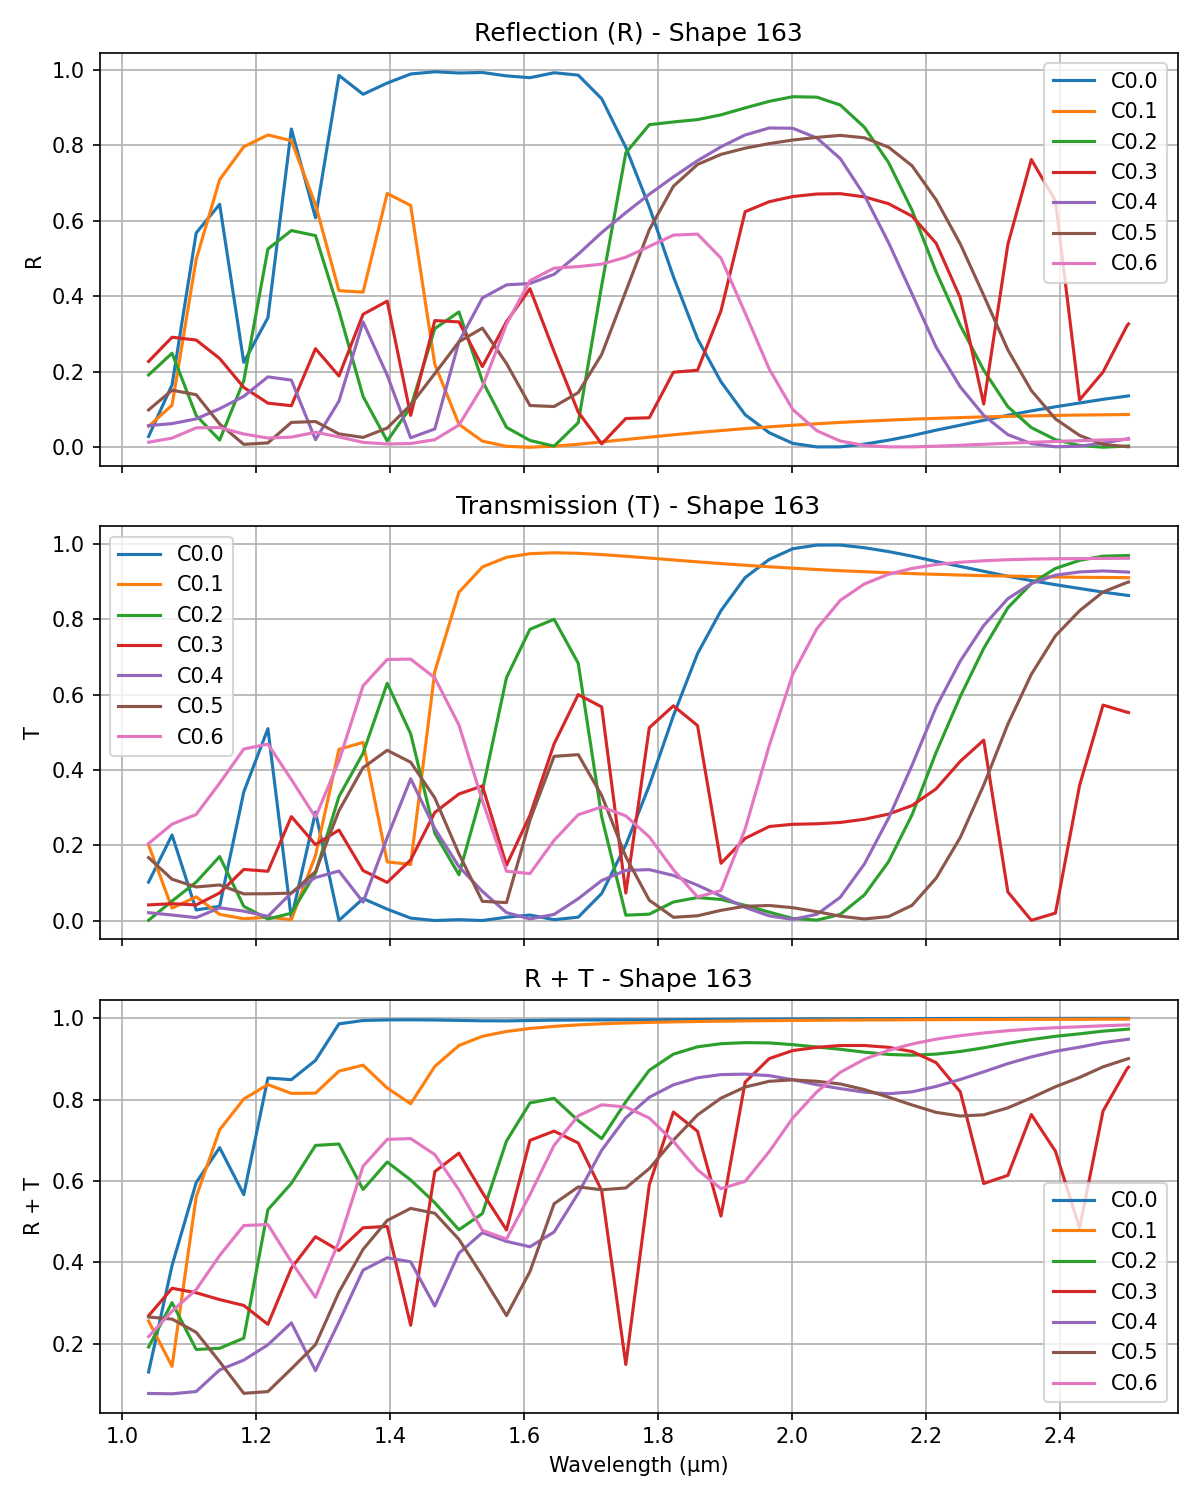 Reflection (R) - Shape 163
1.0
0.8
0.6
0.4
0.2
0.0
R
C0.0
C0.1
C0.2
C0.3
C0.4
C0.5
C0.6
Transmission (T) - Shape 163
1.0
0.8
0.6
0.4
0.2
0.0
T
C0.0
C0.1
C0.2
C0.3
C0.4
C0.5
C0.6
R + T - Shape 163
1.0
0.8
0.6
0.4
0.2
R + T
C0.0
C0.1
C0.2
C0.3
C0.4
C0.5
C0.6
1.0 1.2 1.4 1.6 1.8 2.0 2.2 2.4
Wavelength (μm)